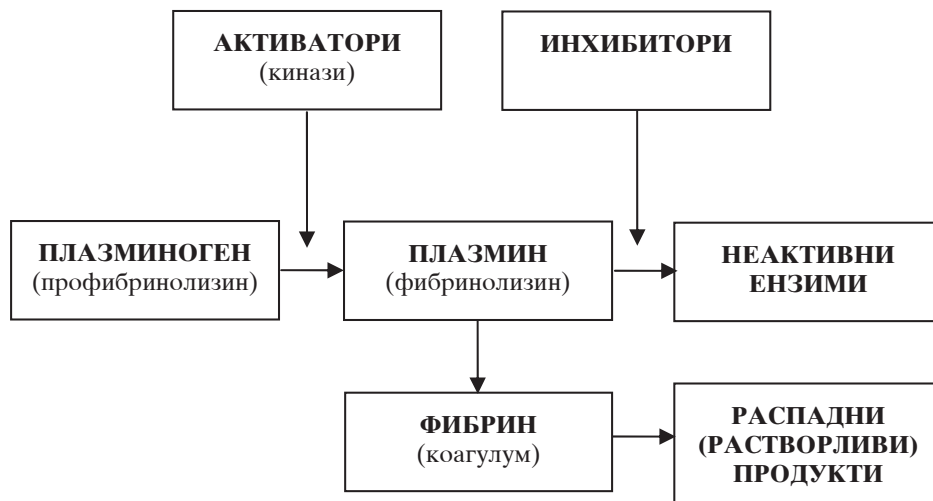 АКТИВАТОРИ
(кинази)
ИНХИБИТОРИ
ПЛАЗМИНОГЕН
(профибринолизин)
ПЛАЗМИН
(фибринолизин)
НЕАКТИВНИ
ЕНЗИМИ
ФИБРИН
(коагулум)
РАСПАДНИ
(РАСТВОРЛИВИ)
ПРОДУКТИ